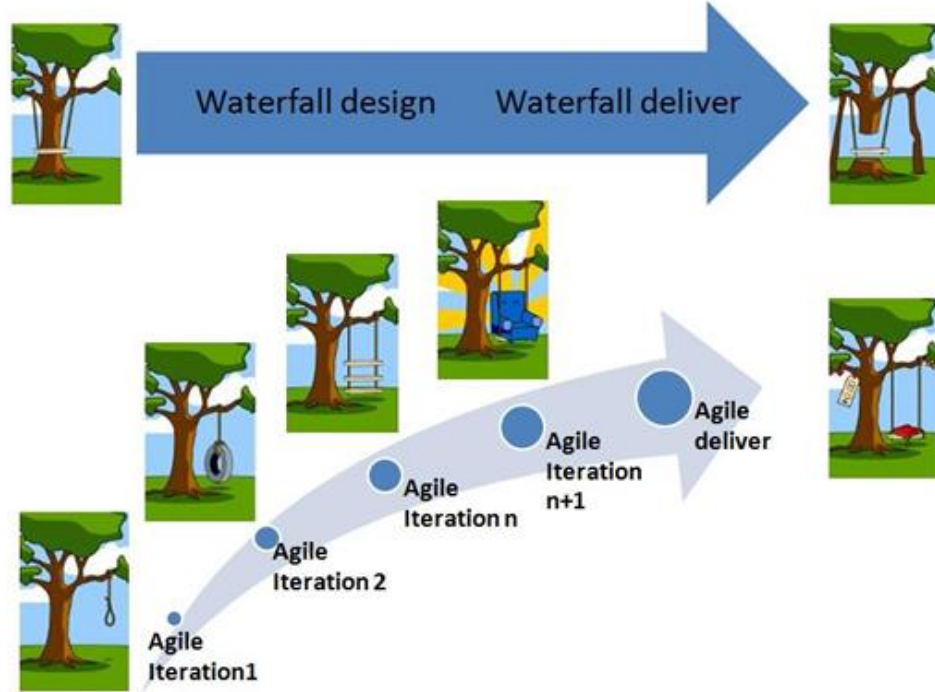 Waterfall design
Waterfall deliver
Agile
deliver
Agile
Iteration
n+1
Agile
Iteration n
Agile
Iteration 2
Agile
Iteration1